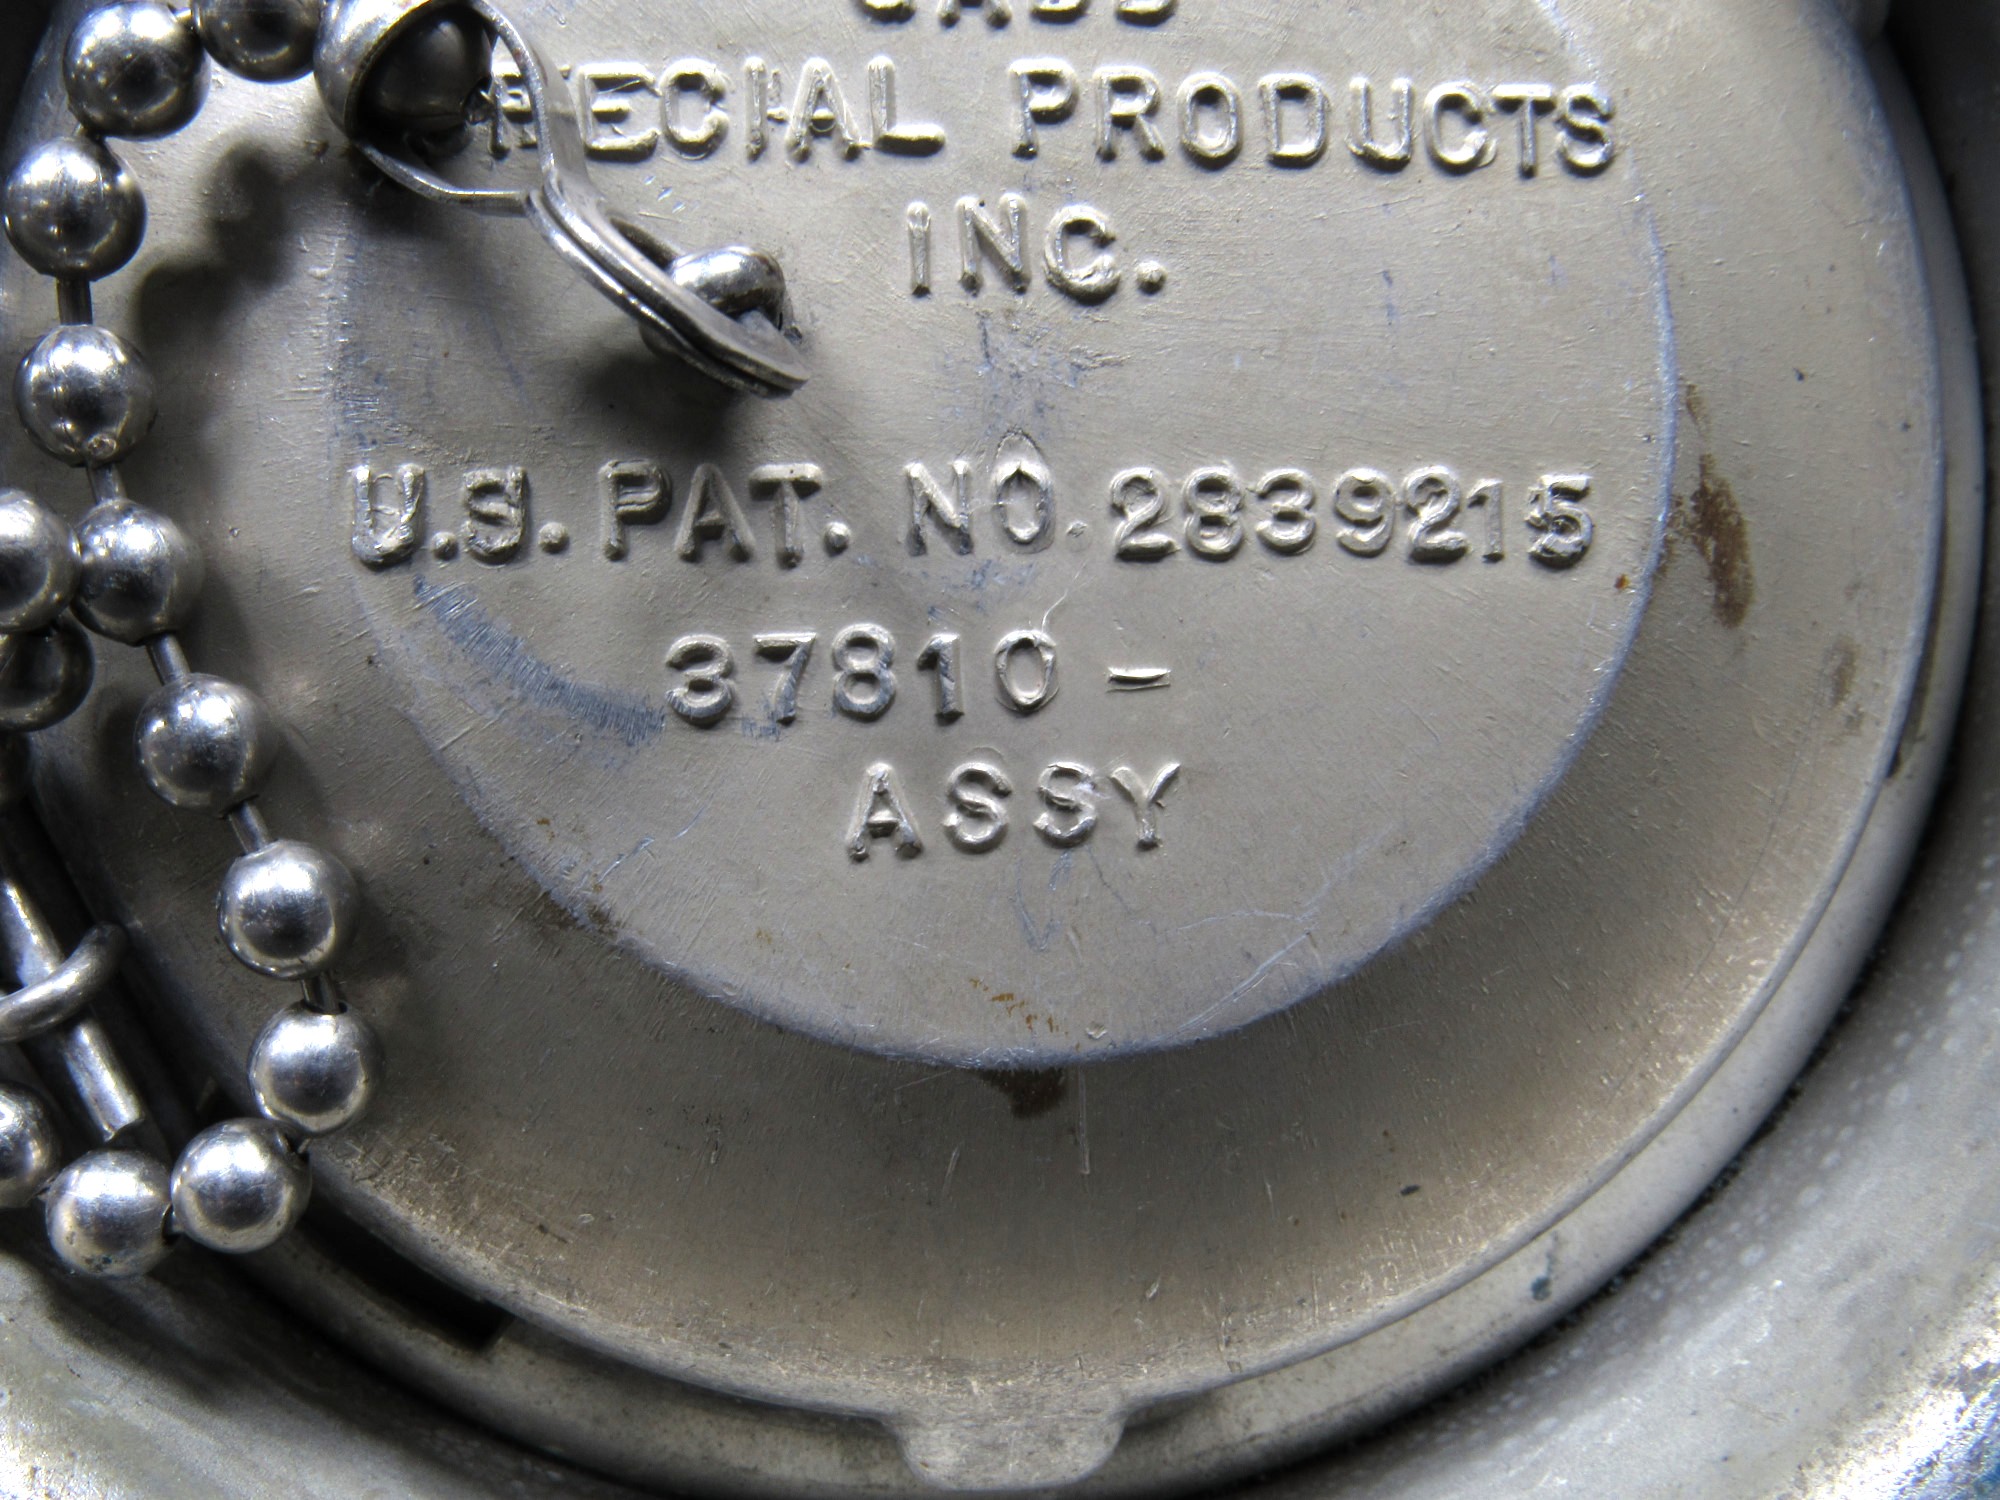 SPECIAL PRODUCTS
INC.
U.S. PAT. NO. 2839215
37810 -
ASSY